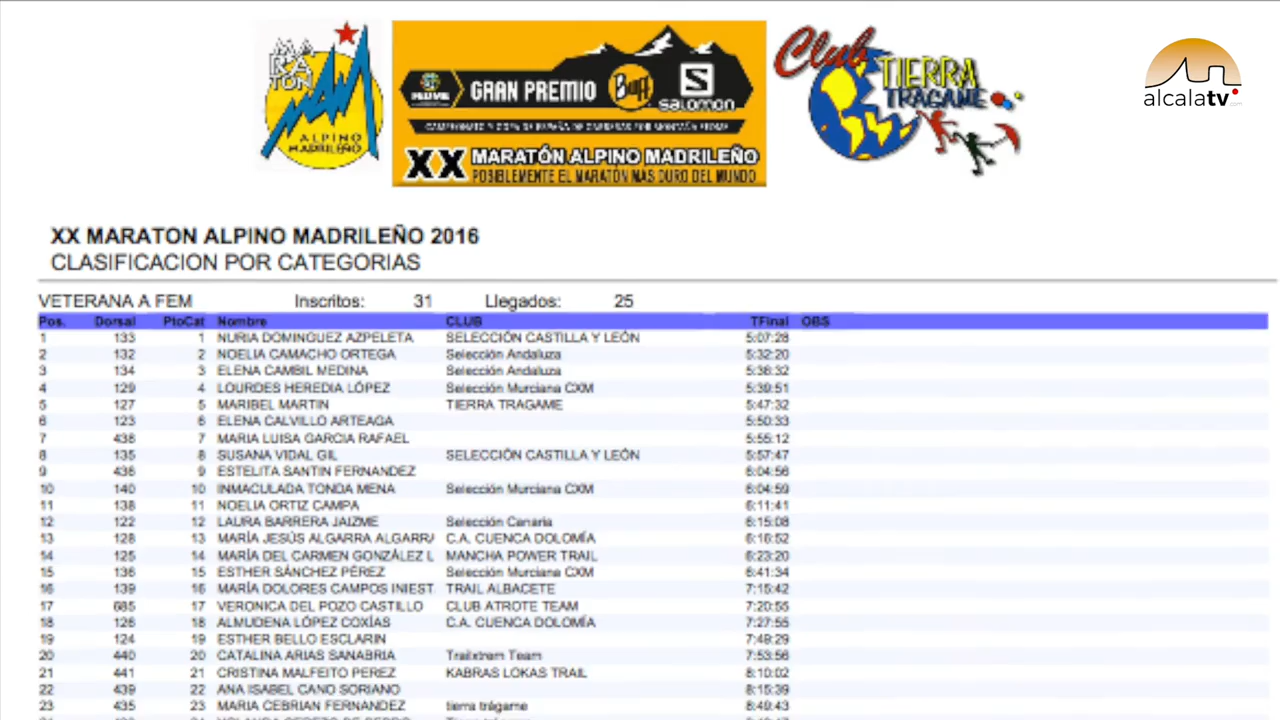 MARATON
ALPINO
MADRILEÑO
GRAN PREMIO
Buff
S
salomon
CAMPEONATO Y COPA DE ESPAÑA DE CARRERAS POR MONTAÑA FEDME
XX MARATÓN ALPINO MADRILEÑO
POSIBLEMENTE EL MARATÓN MÁS DURO DEL MUNDO
Club
TIERRA
TRAGAME
alcalatv.com
XX MARATON ALPINO MADRILEÑO 2016
CLASIFICACION POR CATEGORIAS
VETERANA A FEM Inscritos: 31 Llegados: 25
Pos. Dorsal PtoCat Nombre CLUB TFinal OBS
1 133 1 NURIA DOMINGUEZ AZPELETA SELECCIÓN CASTILLA Y LEÓN 5:07:28
2 132 2 NOELIA CAMACHO ORTEGA Selección Andaluza 5:32:20
3 134 3 ELENA CAMBIL MEDINA Selección Andaluza 5:38:32
4 129 4 LOURDES HEREDIA LÓPEZ Selección Murciana CXM 5:39:51
5 127 5 MARIBEL MARTIN TIERRA TRAGAME 5:47:32
6 123 6 ELENA CALVILLO ARTEAGA 5:50:33
7 438 7 MARIA LUISA GARCIA RAFAEL 5:55:12
8 135 8 SUSANA VIDAL GIL SELECCIÓN CASTILLA Y LEÓN 5:57:47
9 436 9 ESTELITA SANTIN FERNANDEZ 6:04:56
10 140 10 INMACULADA TONDA MENA Selección Murciana CXM 6:04:59
11 138 11 NOELIA ORTIZ CAMPA 6:11:41
12 122 12 LAURA BARRERA JAIZME Selección Canaria 6:15:08
13 128 13 MARÍA JESÚS ALGARRA ALGARRA C.A. CUENCA DOLOMÍA 6:16:52
14 125 14 MARÍA DEL CARMEN GONZÁLEZ L MANCHA POWER TRAIL 6:23:20
15 136 15 ESTHER SÁNCHEZ PÉREZ Selección Murciana CXM 6:41:34
16 139 16 MARÍA DOLORES CAMPOS INIEST TRAIL ALBACETE 7:15:42
17 685 17 VERONICA DEL POZO CASTILLO CLUB ATROTE TEAM 7:20:55
18 126 18 ALMUDENA LÓPEZ COXÍAS C.A. CUENCA DOLOMÍA 7:27:55
19 124 19 ESTHER BELLO ESCLARIN 7:49:29
20 440 20 CATALINA ARIAS SANABRIA Trailxtrem Team 7:53:56
21 441 21 CRISTINA MALFEITO PEREZ KABRAS LOKAS TRAIL 8:10:02
22 439 22 ANA ISABEL CANO SORIANO 8:15:39
23 435 23 MARIA CEBRIAN FERNANDEZ tierra trágame 8:49:43